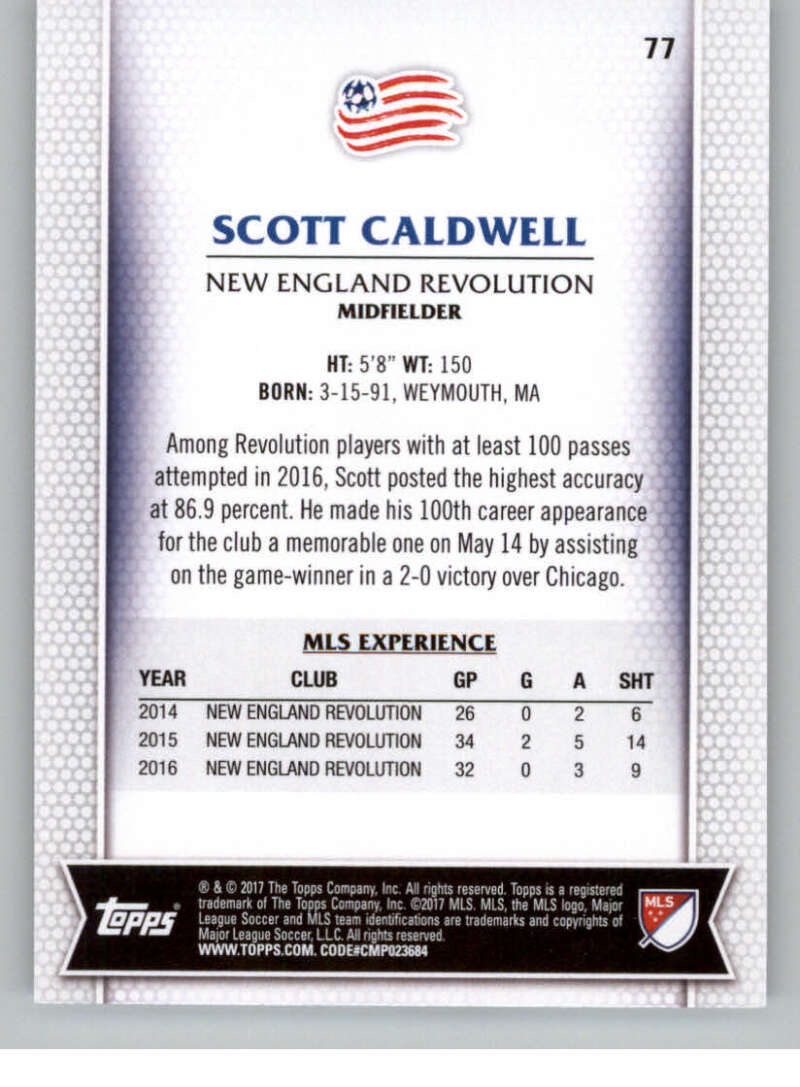 77
SCOTT CALDWELL
NEW ENGLAND REVOLUTION
MIDFIELDER
HT: 5'8" WT: 150
BORN: 3-15-91, WEYMOUTH, MA
Among Revolution players with at least 100 passes
attempted in 2016, Scott posted the highest accuracy
at 86.9 percent. He made his 100th career appearance
for the club a memorable one on May 14 by assisting
on the game-winner in a 2-0 victory over Chicago.
MLS EXPERIENCE
YEAR CLUB GP G A SHT
2014 NEW ENGLAND REVOLUTION 26 0 2 6
2015 NEW ENGLAND REVOLUTION 34 2 5 14
2016 NEW ENGLAND REVOLUTION 32 0 3 9
topps®
® & © 2017 The Topps Company, Inc. All rights reserved. Topps is a registered
trademark of The Topps Company, Inc. ©2017 MLS. MLS, the MLS logo, Major
League Soccer and MLS team identifications are trademarks and copyrights of
Major League Soccer, L.L.C. All rights reserved.
WWW.TOPPS.COM. CODE#CMP023684
MLS